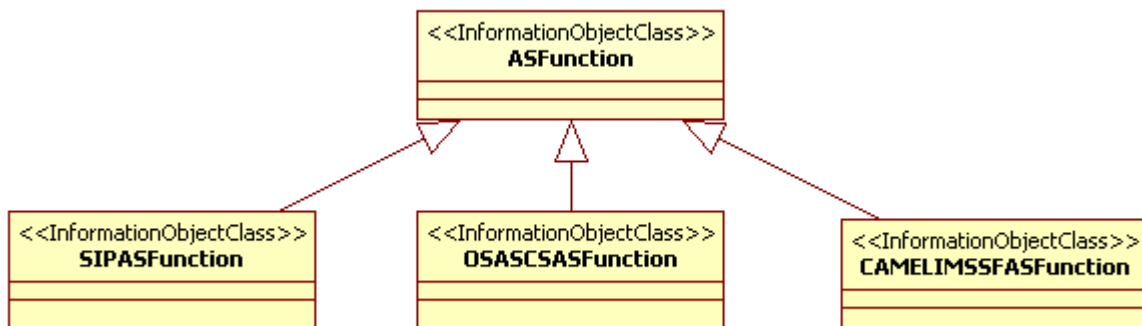 <<InformationObjectClass>>
ASFunction
<<InformationObjectClass>>
SIPASFunction
<<InformationObjectClass>>
OSASCSASFunction
<<InformationObjectClass>>
CAMELIMSSFASFunction